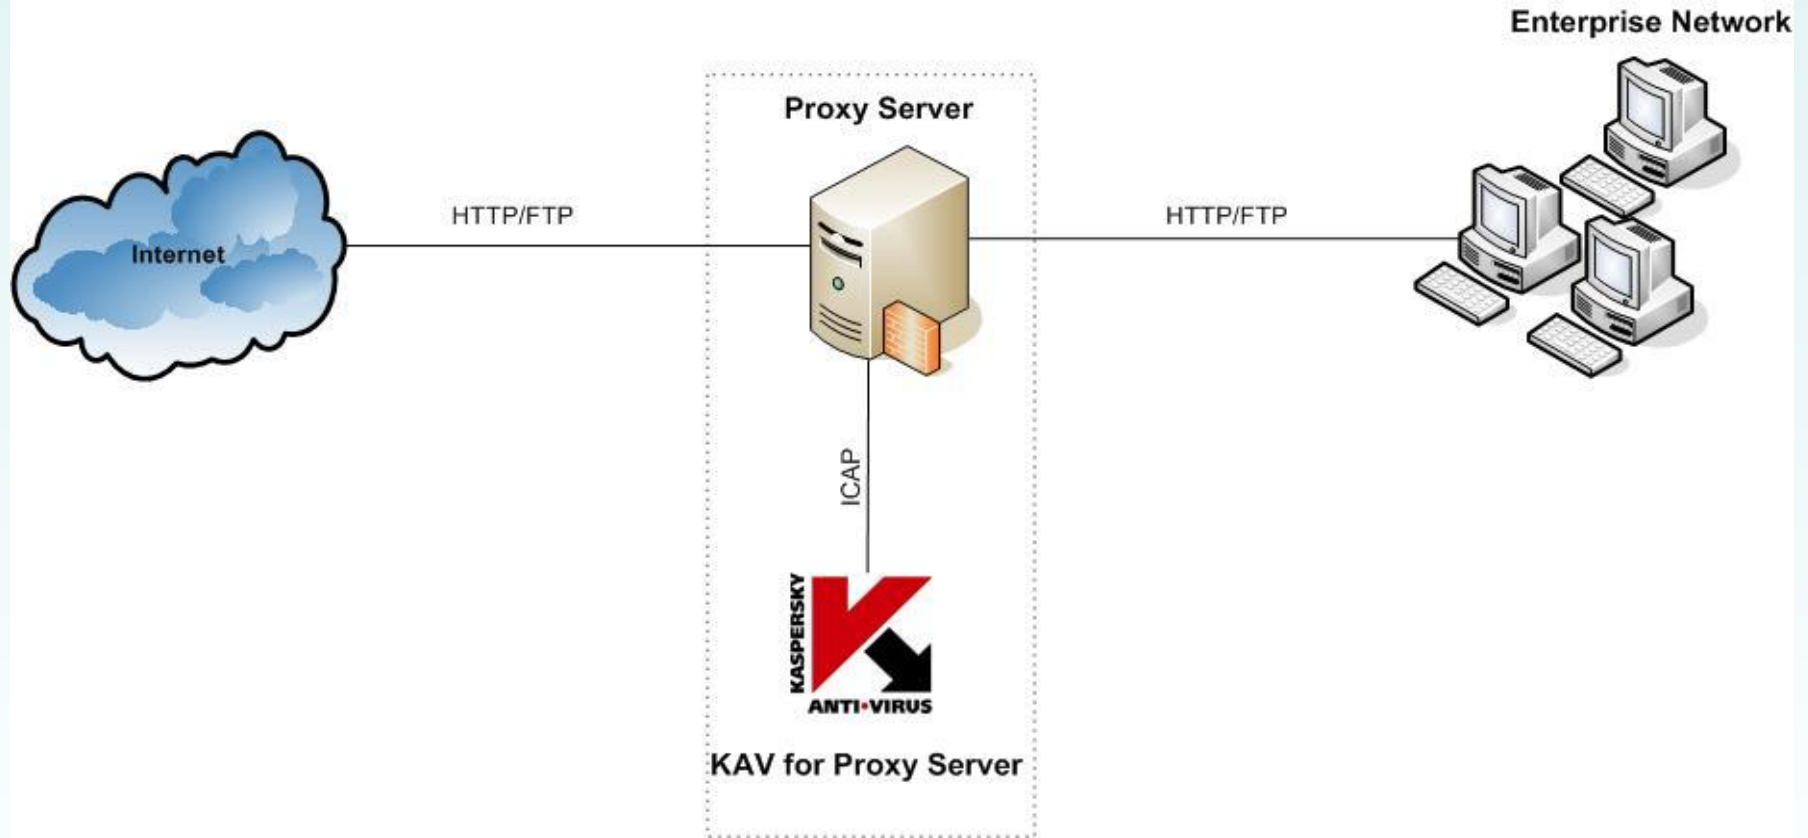 Enterprise Network
Proxy Server
HTTP/FTP
HTTP/FTP
Internet
ICAP
KASPERSKY
ANTI•VIRUS
KAV for Proxy Server